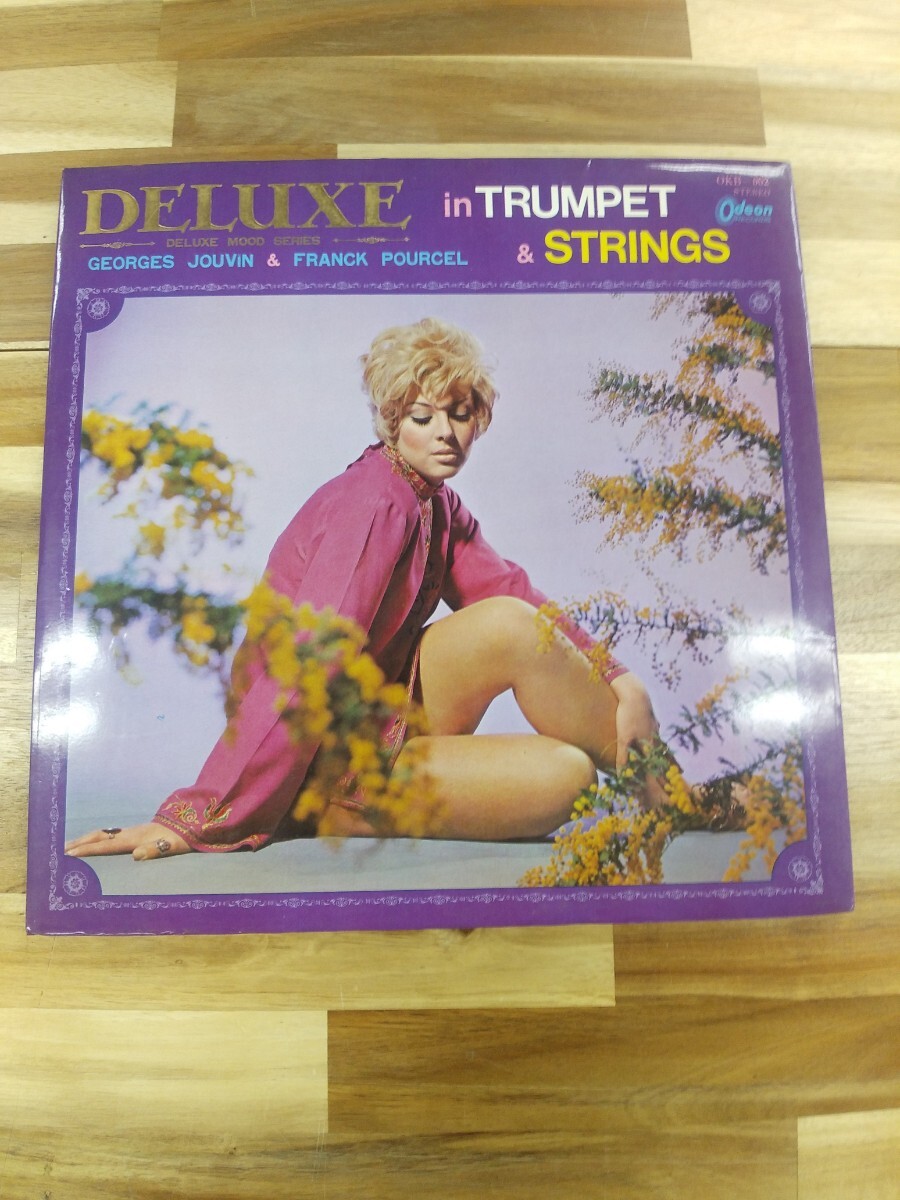 DELUXE
DELUXE MOOD SERIES
GEORGES JOUVIN & FRANCK POURCEL
in TRUMPET
& STRINGS
STEREO
Odeon